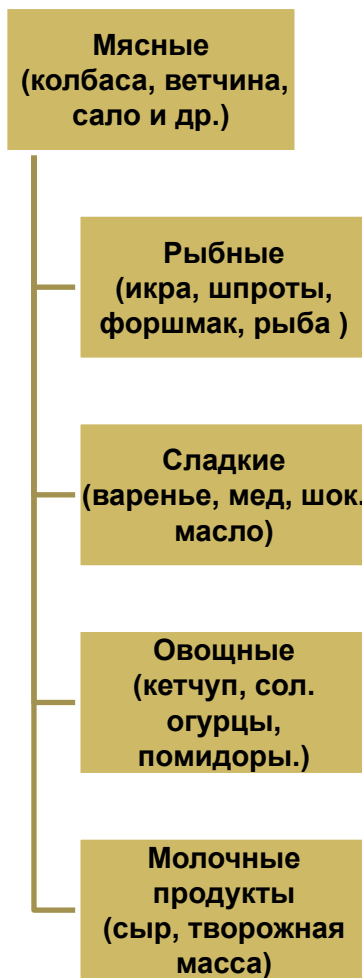 Мясные
(колбаса, ветчина,
сало и др.)
Рыбные
(икра, шпроты,
форшмак, рыба )
Сладкие
(варенье, мед, шок.
масло)
Овощные
(кетчуп, сол.
огурцы,
помидоры.)
Молочные
продукты
(сыр, творожная
масса)